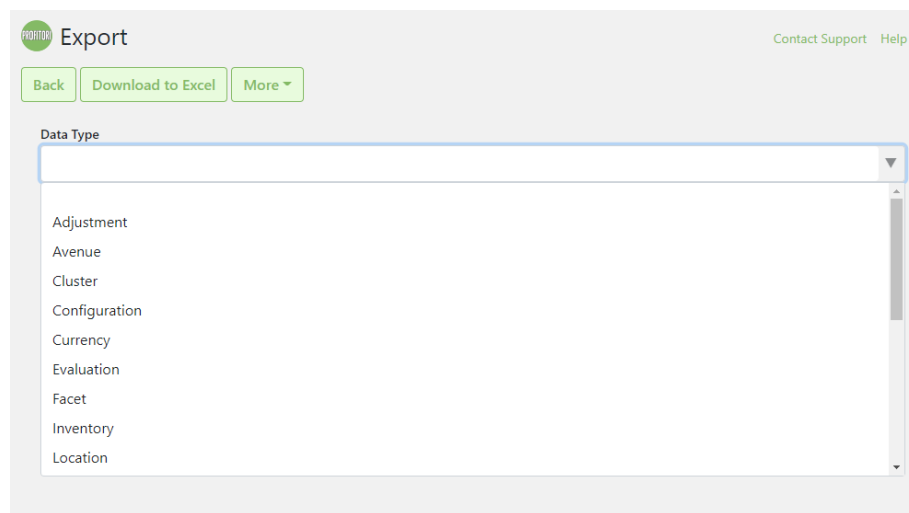 PROFITORI
Export
Contact Support Help
Back Download to Excel More
Data Type
Adjustment
Avenue
Cluster
Configuration
Currency
Evaluation
Facet
Inventory
Location